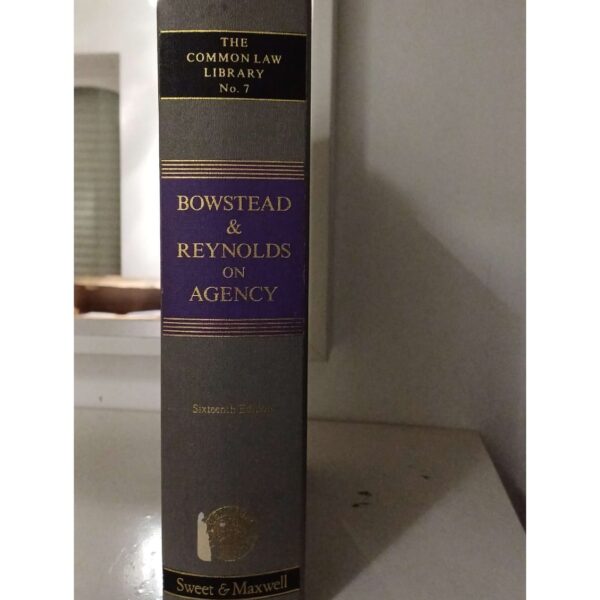 THE
COMMON LAW
LIBRARY
No. 7
BOWSTEAD
&
REYNOLDS
ON
AGENCY
Sixteenth Edition
Sweet & Maxwell